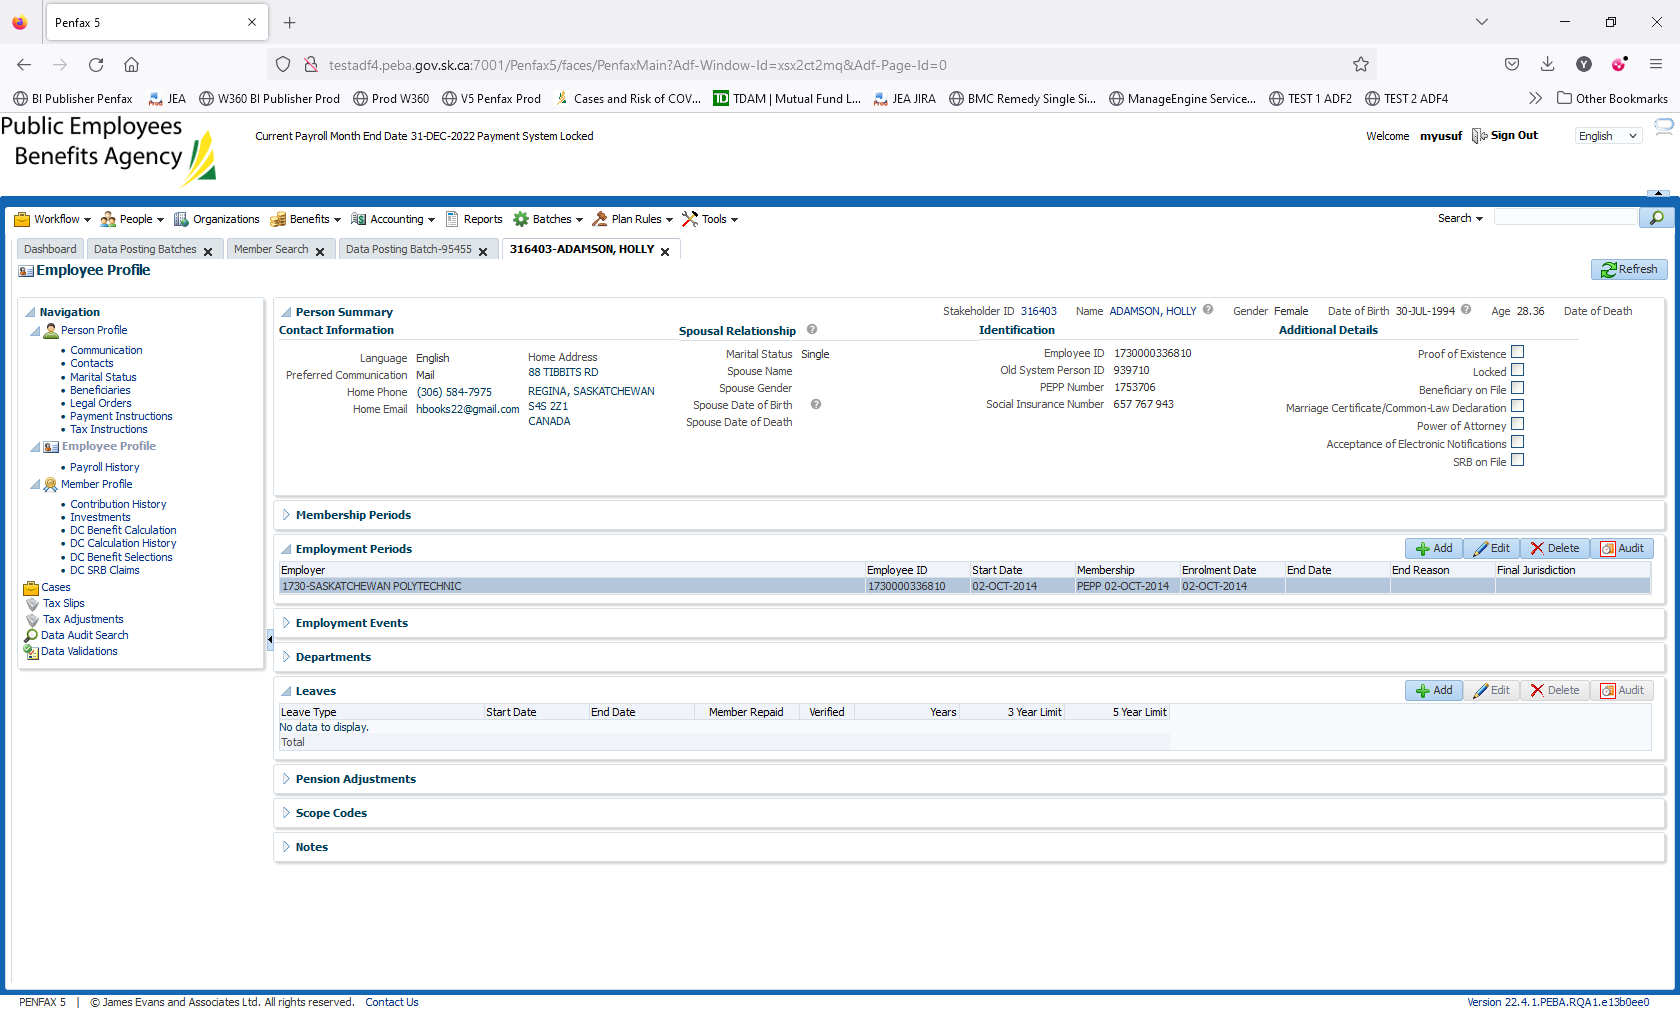 Penfax 5
testadf4.peba.gov.sk.ca:7001/Penfax5/faces/PenfaxMain?Adf-Window-Id=xsx2ct2mq&Adf-Page-Id=0
BI Publisher Penfax JEA W360 BI Publisher Prod Prod W360 V5 Penfax Prod Cases and Risk of COV... TD TDAM | Mutual Fund L... JEA JIRA BMC Remedy Single Si... ManageEngine Service... TEST 1 ADF2 TEST 2 ADF4 Other Bookmarks
Public Employees
Benefits Agency
Current Payroll Month End Date 31-DEC-2022 Payment System Locked
Welcome myusuf Sign Out English
Workflow People Organizations Benefits Accounting Reports Batches Plan Rules Tools Search
Dashboard Data Posting Batches Member Search Data Posting Batch-95455 316403-ADAMSON, HOLLY
Employee Profile Refresh
Navigation
Person Profile
Communication
Contacts
Marital Status
Beneficiaries
Legal Orders
Payment Instructions
Tax Instructions
Employee Profile
Payroll History
Member Profile
Contribution History
Investments
DC Benefit Calculation
DC Calculation History
DC Benefit Selections
DC SRB Claims
Cases
Tax Slips
Tax Adjustments
Data Audit Search
Data Validations
Person Summary Stakeholder ID 316403 Name ADAMSON, HOLLY Gender Female Date of Birth 30-JUL-1994 Age 28.36 Date of Death
Contact Information
Language English
Preferred Communication Mail
Home Phone (306) 584-7975
Home Email hbooks22@gmail.com
Home Address
88 TIBBITS RD
REGINA, SASKATCHEWAN
S4S 2Z1
CANADA
Spousal Relationship
Marital Status Single
Spouse Name
Spouse Gender
Spouse Date of Birth
Spouse Date of Death
Identification
Employee ID 1730000336810
Old System Person ID 939710
PEPP Number 1753706
Social Insurance Number 657 767 943
Additional Details
Proof of Existence
Locked
Beneficiary on File
Marriage Certificate/Common-Law Declaration
Power of Attorney
Acceptance of Electronic Notifications
SRB on File
Membership Periods
Employment Periods Add Edit Delete Audit
Employer Employee ID Start Date Membership Enrolment Date End Date End Reason Final Jurisdiction
1730-SASKATCHEWAN POLYTECHNIC 1730000336810 02-OCT-2014 PEPP 02-OCT-2014 02-OCT-2014
Employment Events
Departments
Leaves Add Edit Delete Audit
Leave Type Start Date End Date Member Repaid Verified Years 3 Year Limit 5 Year Limit
No data to display.
Total
Pension Adjustments
Scope Codes
Notes
PENFAX 5 | © James Evans and Associates Ltd. All rights reserved. Contact Us Version 22.4.1.PEBA.RQA1.e13b0ee0